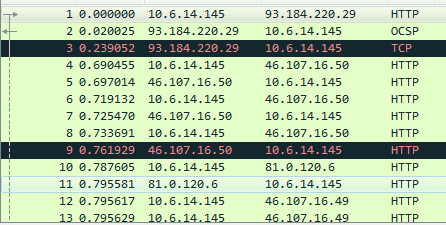 1 0.000000 10.6.14.145 93.184.220.29 HTTP
2 0.020025 93.184.220.29 10.6.14.145 OCSP
3 0.239052 93.184.220.29 10.6.14.145 TCP
4 0.690455 10.6.14.145 46.107.16.50 HTTP
5 0.697014 46.107.16.50 10.6.14.145 HTTP
6 0.719132 10.6.14.145 46.107.16.50 HTTP
7 0.725470 46.107.16.50 10.6.14.145 HTTP
8 0.733691 10.6.14.145 46.107.16.50 HTTP
9 0.761929 46.107.16.50 10.6.14.145 HTTP
10 0.787605 10.6.14.145 81.0.120.6 HTTP
11 0.795581 81.0.120.6 10.6.14.145 HTTP
12 0.795617 10.6.14.145 46.107.16.49 HTTP
13 0.795629 10.6.14.145 46.107.16.49 HTTP